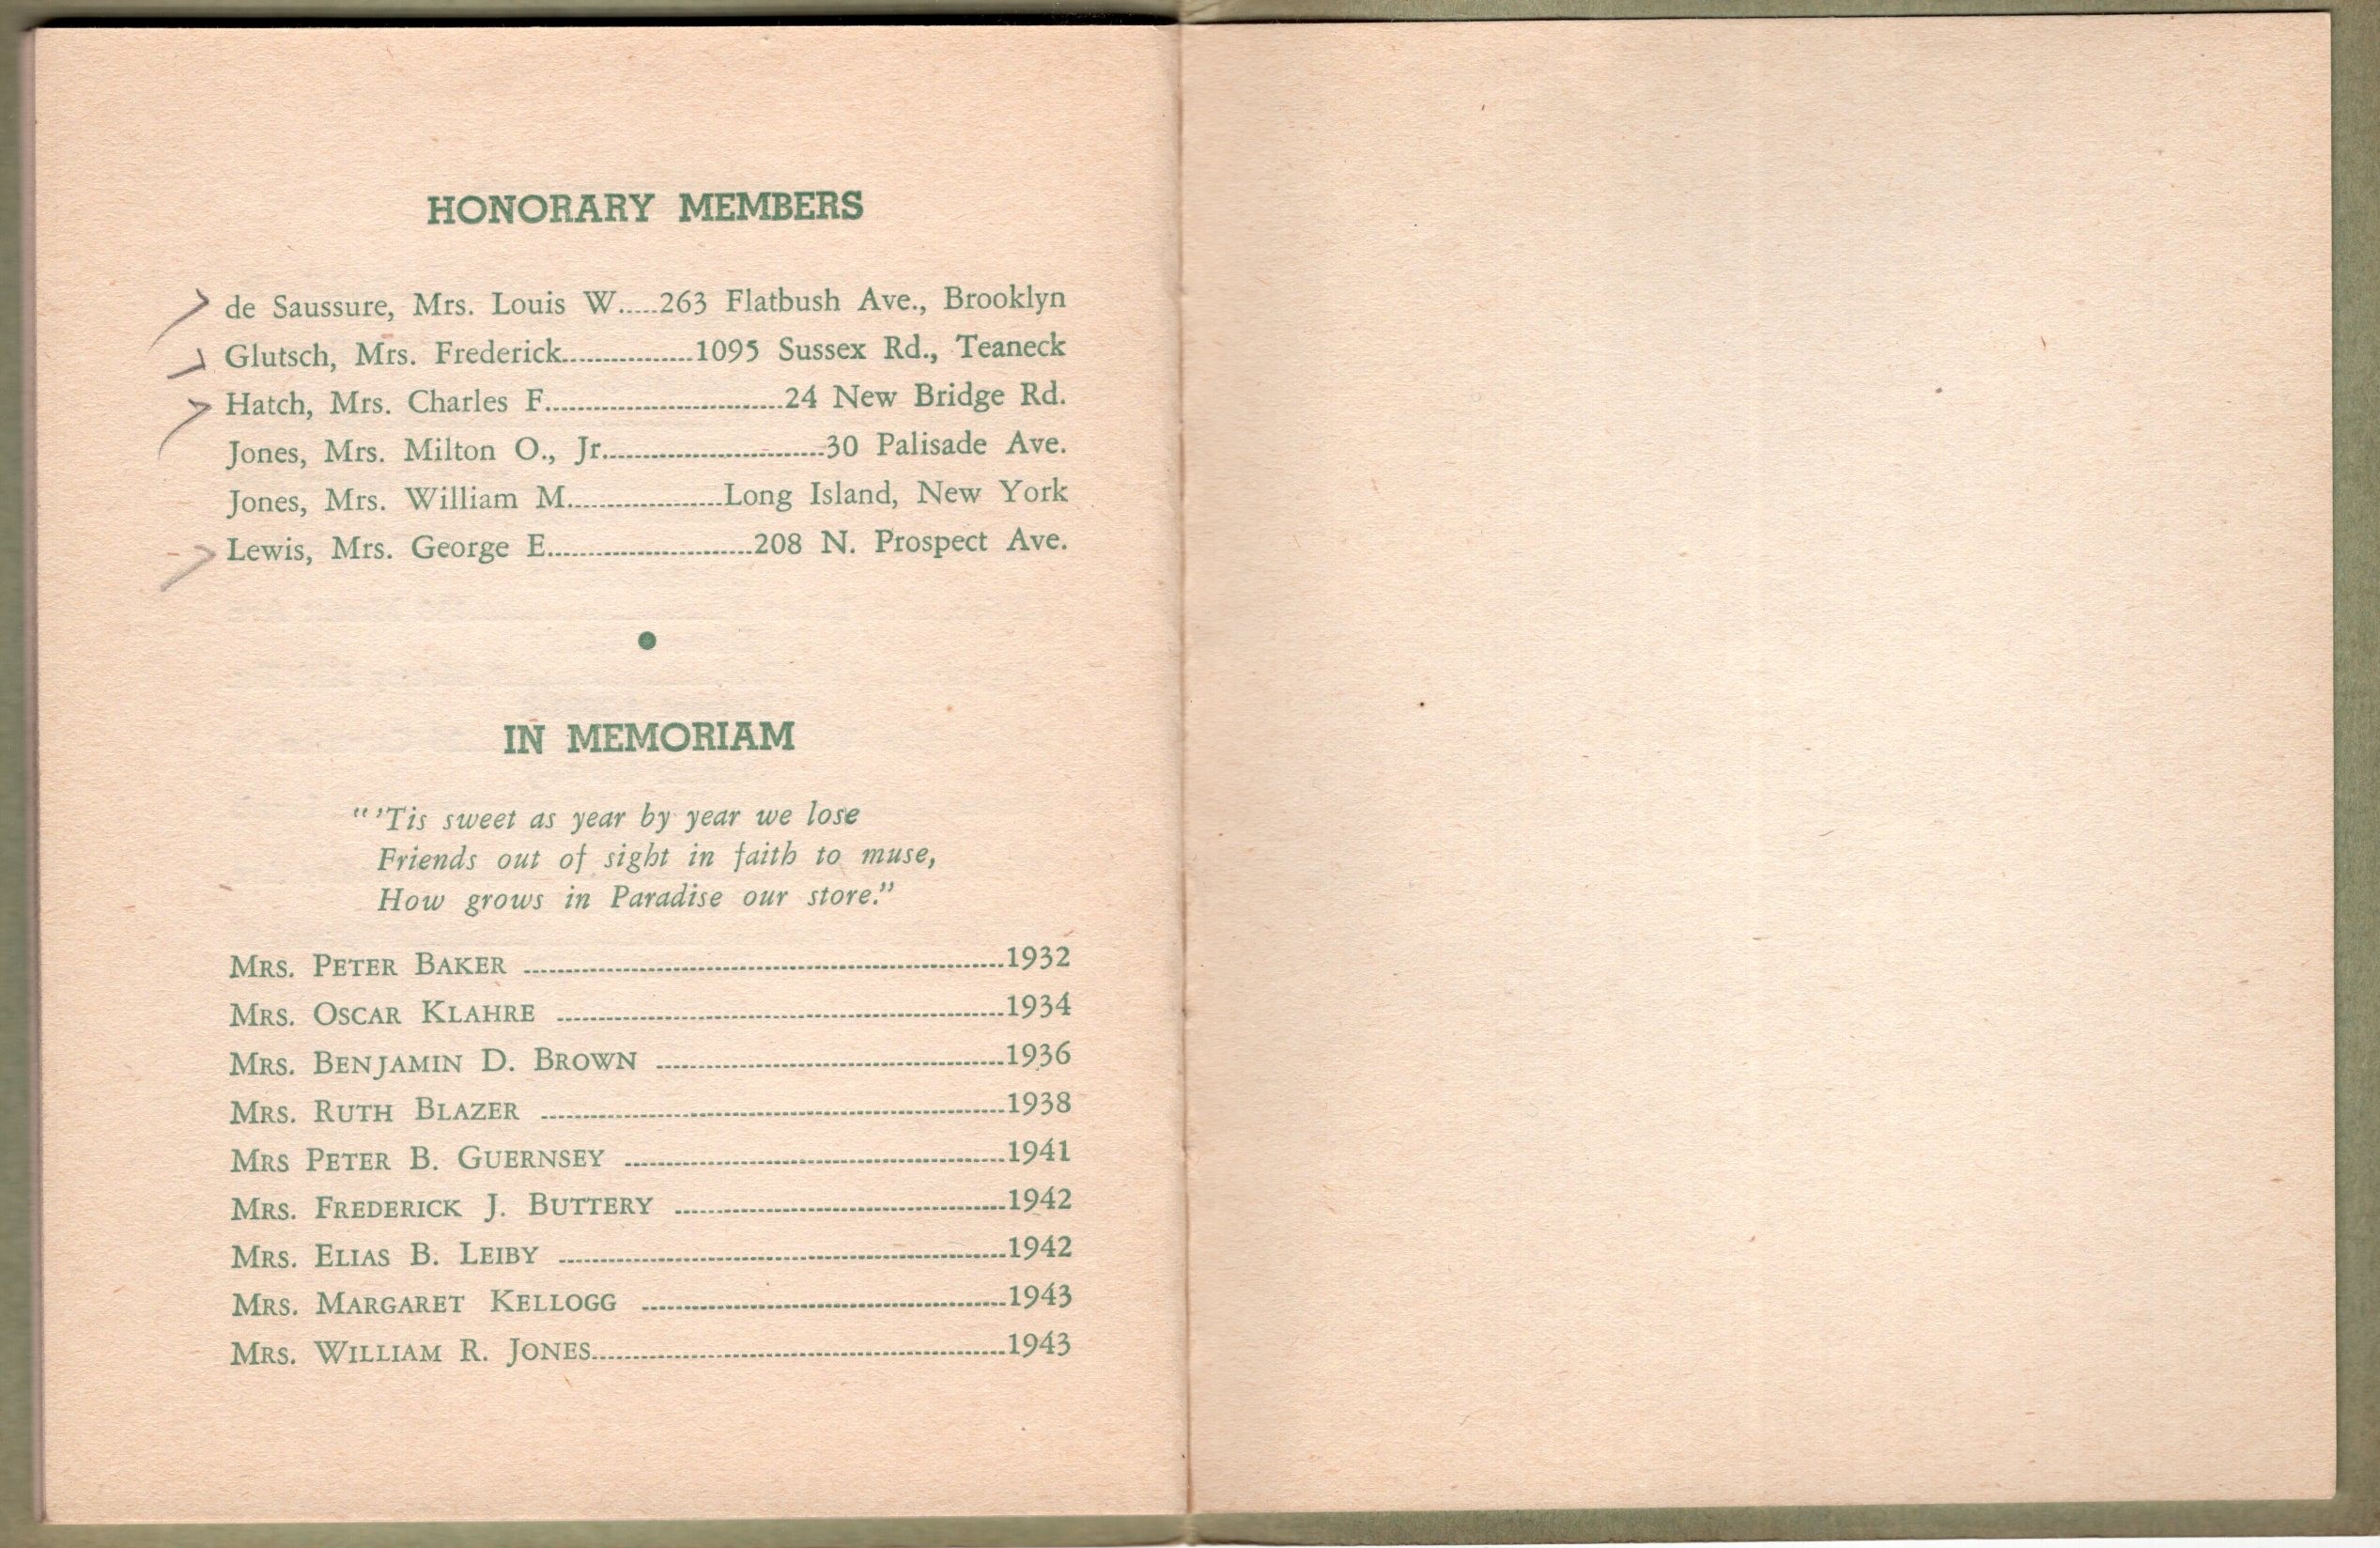 HONORARY MEMBERS
de Saussure, Mrs. Louis W.....263 Flatbush Ave., Brooklyn
Glutsch, Mrs. Frederick................1095 Sussex Rd., Teaneck
Hatch, Mrs. Charles F.............................24 New Bridge Rd.
Jones, Mrs. Milton O., Jr...........................30 Palisade Ave.
Jones, Mrs. William M...................Long Island, New York
Lewis, Mrs. George E.........................208 N. Prospect Ave.
•
IN MEMORIAM
"'Tis sweet as year by year we lose
Friends out of sight in faith to muse,
How grows in Paradise our store."
MRS. PETER BAKER ..........................................................1932
MRS. OSCAR KLAHRE ......................................................1934
MRS. BENJAMIN D. BROWN ..........................................1936
MRS. RUTH BLAZER ........................................................1938
MRS PETER B. GUERNSEY ..............................................1941
MRS. FREDERICK J. BUTTERY ........................................1942
MRS. ELIAS B. LEIBY ......................................................1942
MRS. MARGARET KELLOGG ............................................1943
MRS. WILLIAM R. JONES..................................................1943